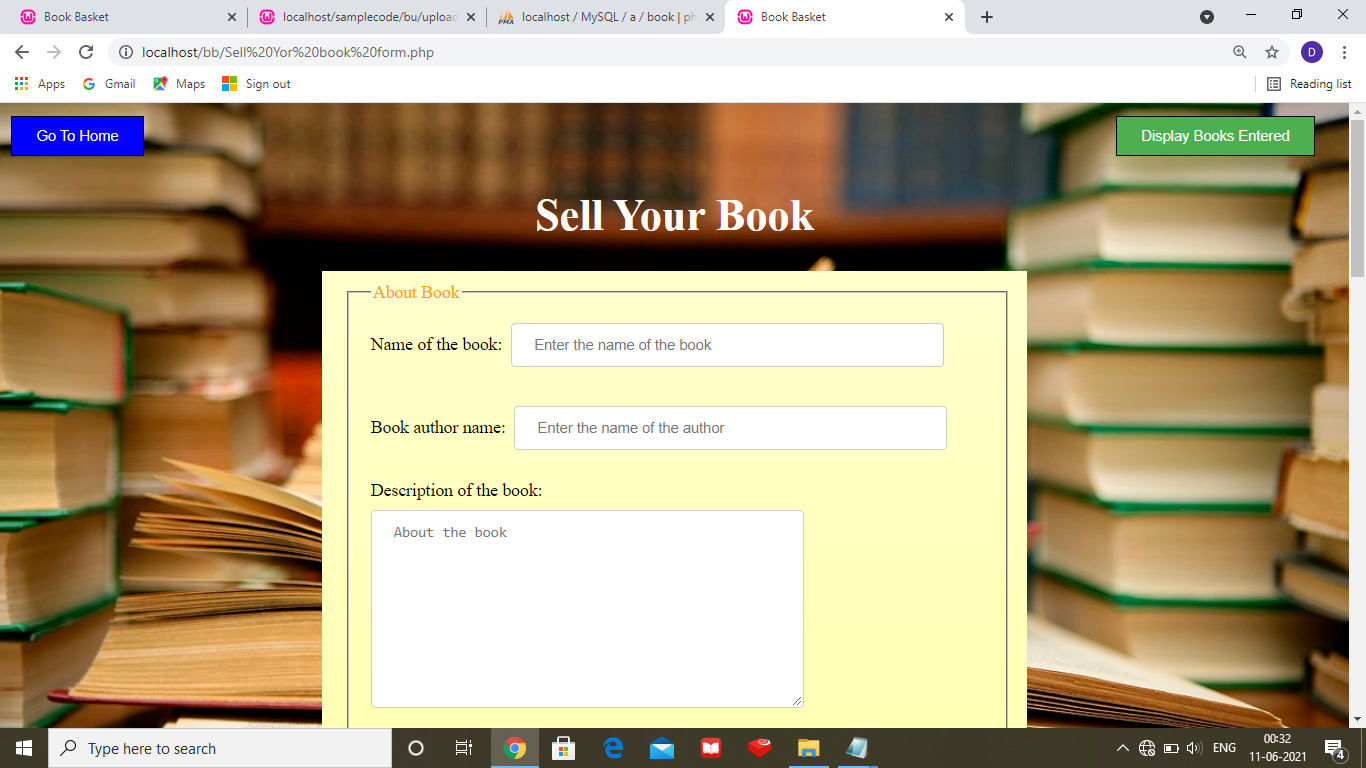 Book Basket
localhost/samplecode/bu/upload
localhost / MySQL / a / book | ph
Book Basket
localhost/bb/Sell%20Yor%20book%20form.php
D
Apps
Gmail
Maps
Sign out
Reading list
Go To Home
Display Books Entered
Sell Your Book
About Book
Name of the book:
Enter the name of the book
Book author name:
Enter the name of the author
Description of the book:
About the book
Type here to search
ENG
00:32
11-06-2021
4